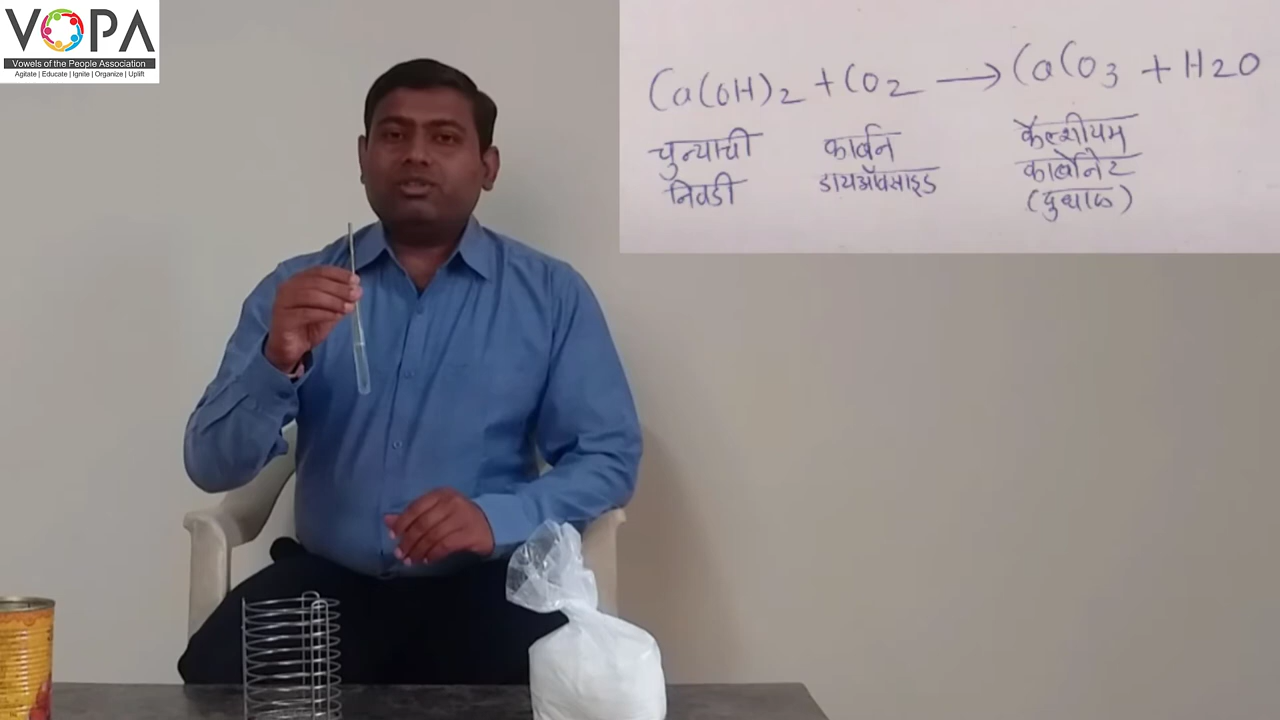 VOPA
Vowels of the People Association
Agitate | Educate | Ignite | Organize | Uplift
Ca(OH)2 + CO2 → CaCO3 + H2O
चुन्याची कार्बन कॅल्शीयम
निवडी डायऑक्साइड कार्बोनेट
(दुधाळ)